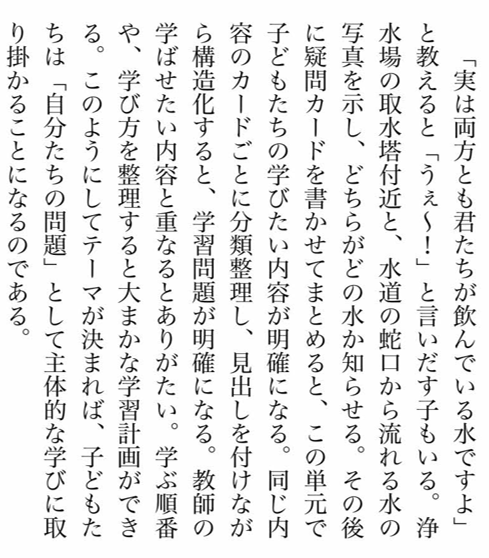 「実は両方とも君たちが飲んでいる水ですよ」
と教えると「うぇ〜！」と言いだす子もいる。浄
水場の取水塔付近と、水道の蛇口から流れる水の
写真を示し、どちらがどの水か知らせる。その後
に疑問カードを書かせてまとめると、この単元で
子どもたちの学びたい内容が明確になる。同じ内
容のカードごとに分類整理し、見出しを付けなが
ら構造化すると、学習問題が明確になる。教師の
学ばせたい内容と重なるとありがたい。学ぶ順番
や、学び方を整理すると大まかな学習計画ができ
る。このようにしてテーマが決まれば、子どもた
ちは「自分たちの問題」として主体的な学びに取
り掛かることになるのである。